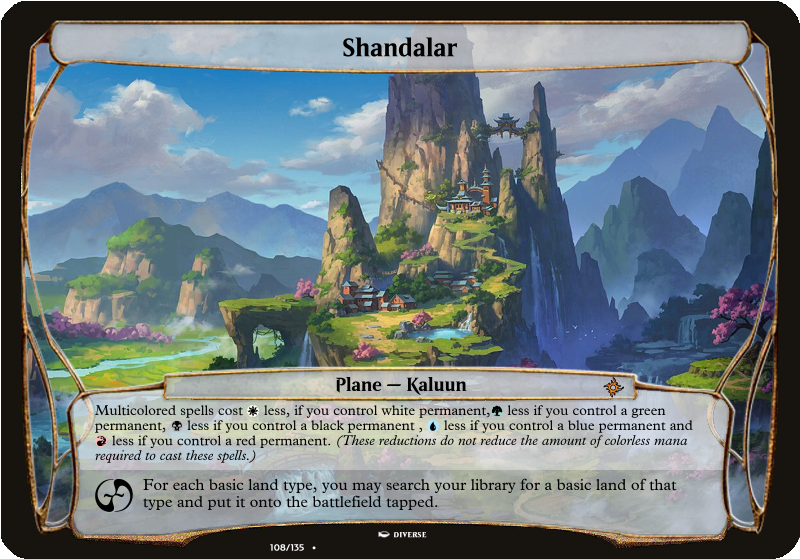 Shandalar
Plane — Kaluun
Multicolored spells cost less, if you control white permanent, less if you control a green
permanent, less if you control a black permanent , less if you control a blue permanent and
less if you control a red permanent. (These reductions do not reduce the amount of colorless mana
required to cast these spells.)
For each basic land type, you may search your library for a basic land of that
type and put it onto the battlefield tapped.
DIVERSE
108/135 •